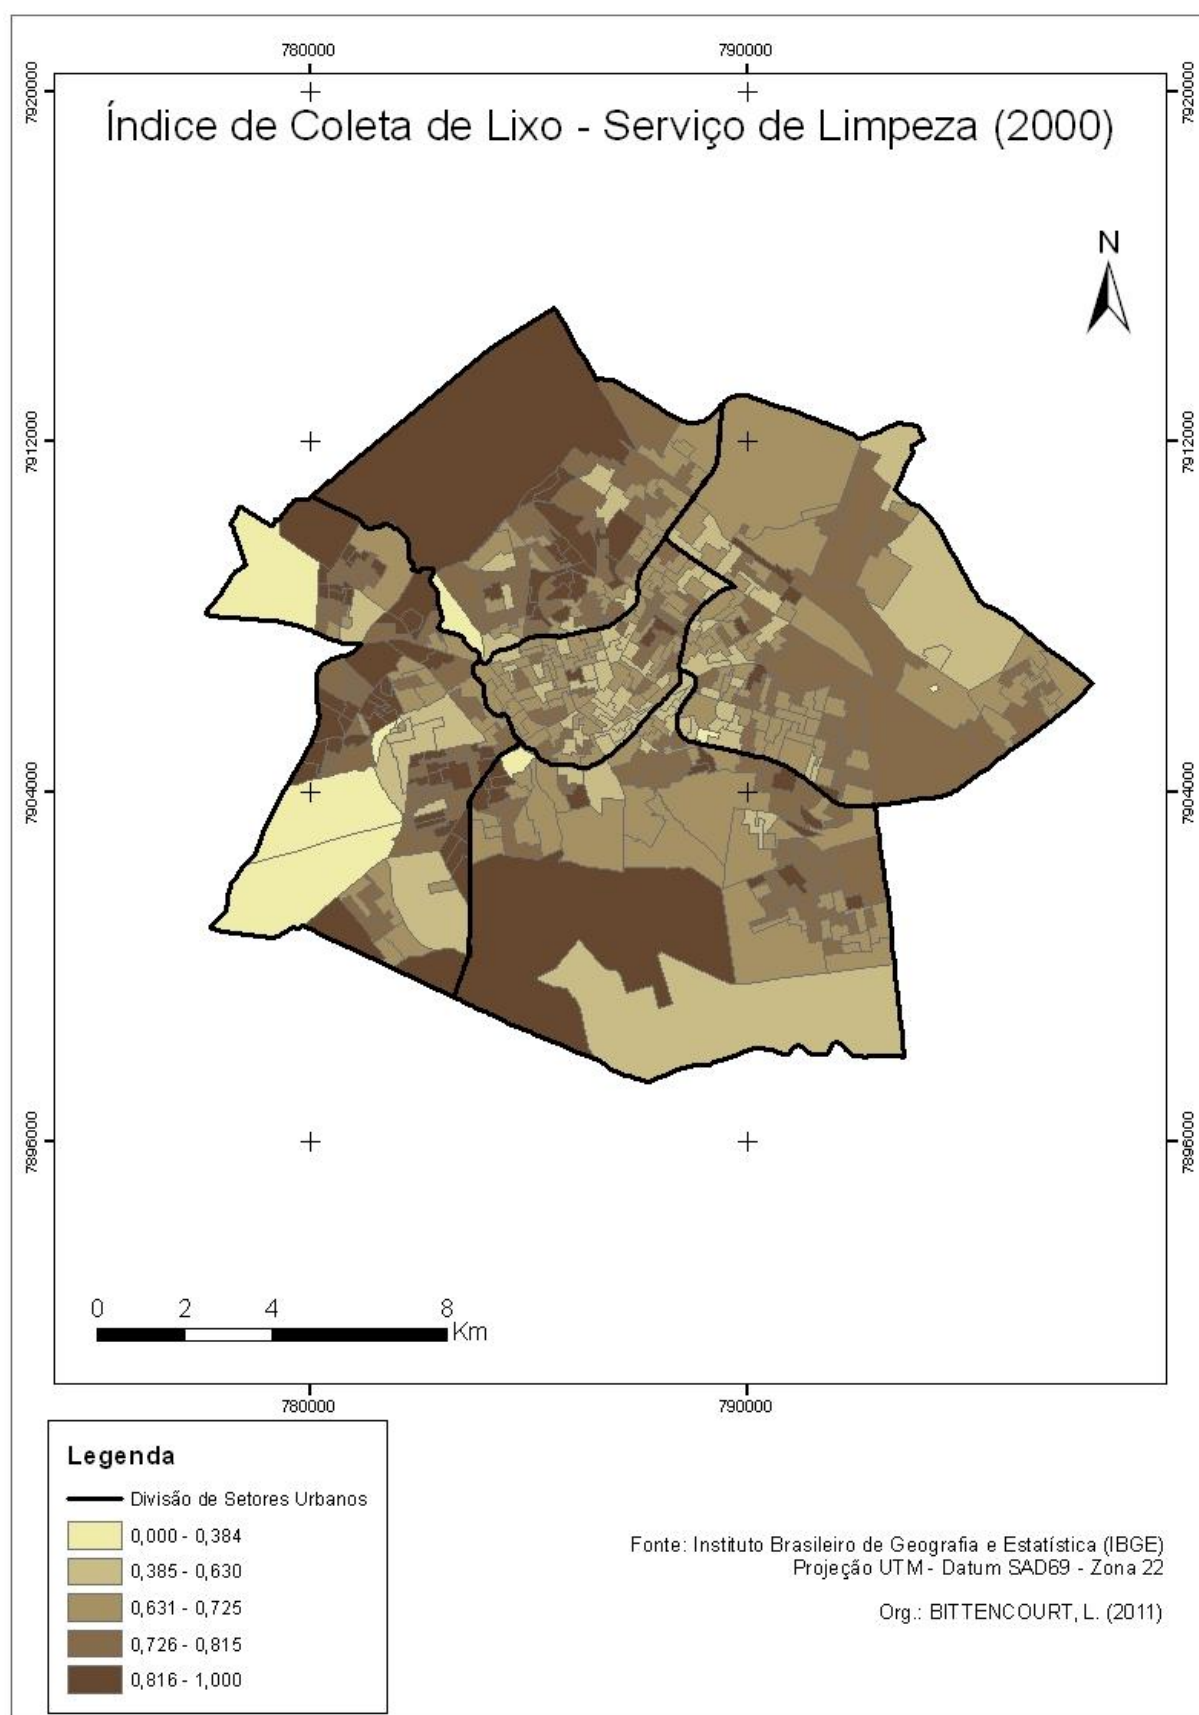 780000 790000
7920000 7920000
Índice de Coleta de Lixo - Serviço de Limpeza (2000)
N
7912000 7912000
7904000 7904000
7896000 7896000
0 2 4 8
Km
780000 790000
Legenda
Divisão de Setores Urbanos
0,000 - 0,384
0,385 - 0,630
0,631 - 0,725
0,726 - 0,815
0,816 - 1,000
Fonte: Instituto Brasileiro de Geografia e Estatística (IBGE)
Projeção UTM - Datum SAD69 - Zona 22
Org.: BITTENCOURT, L. (2011)